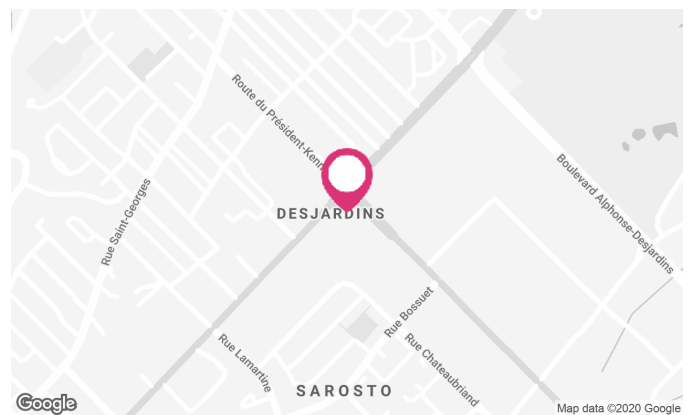 Route du Président-Kenn
Boulevard Alphonse-Desjardins
Rue Saint-Georges
DESJARDINS
Rue Bossuet
Rue Lamartine
Rue Chateaubriand
SAROSTO
Google
Map data ©2020 Google